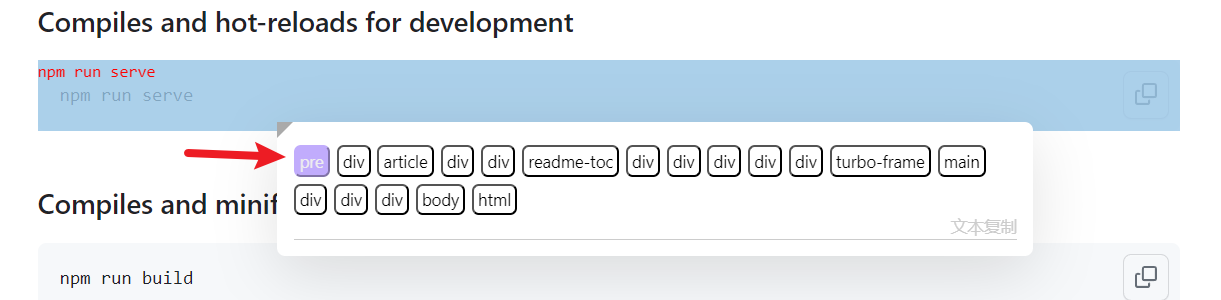 Compiles and hot-reloads for development
npm run serve
npm run serve
pre div article div div readme-toc div div div div div turbo-frame main
div div div body html
Compiles and minif
文本复制
npm run build